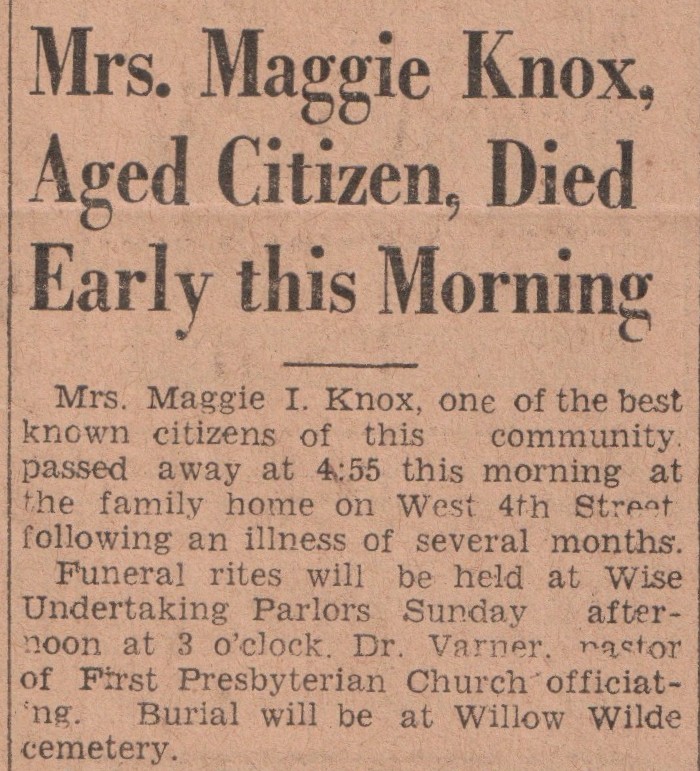 Mrs. Maggie Knox,
Aged Citizen, Died
Early this Morning
Mrs. Maggie I. Knox, one of the best
known citizens of this community.
passed away at 4:55 this morning at
the family home on West 4th Street
following an illness of several months.
Funeral rites will be held at Wise
Undertaking Parlors Sunday after-
noon at 3 o'clock. Dr. Varner, pastor
of First Presbyterian Church officiat-
'ng. Burial will be at Willow Wilde
cemetery.